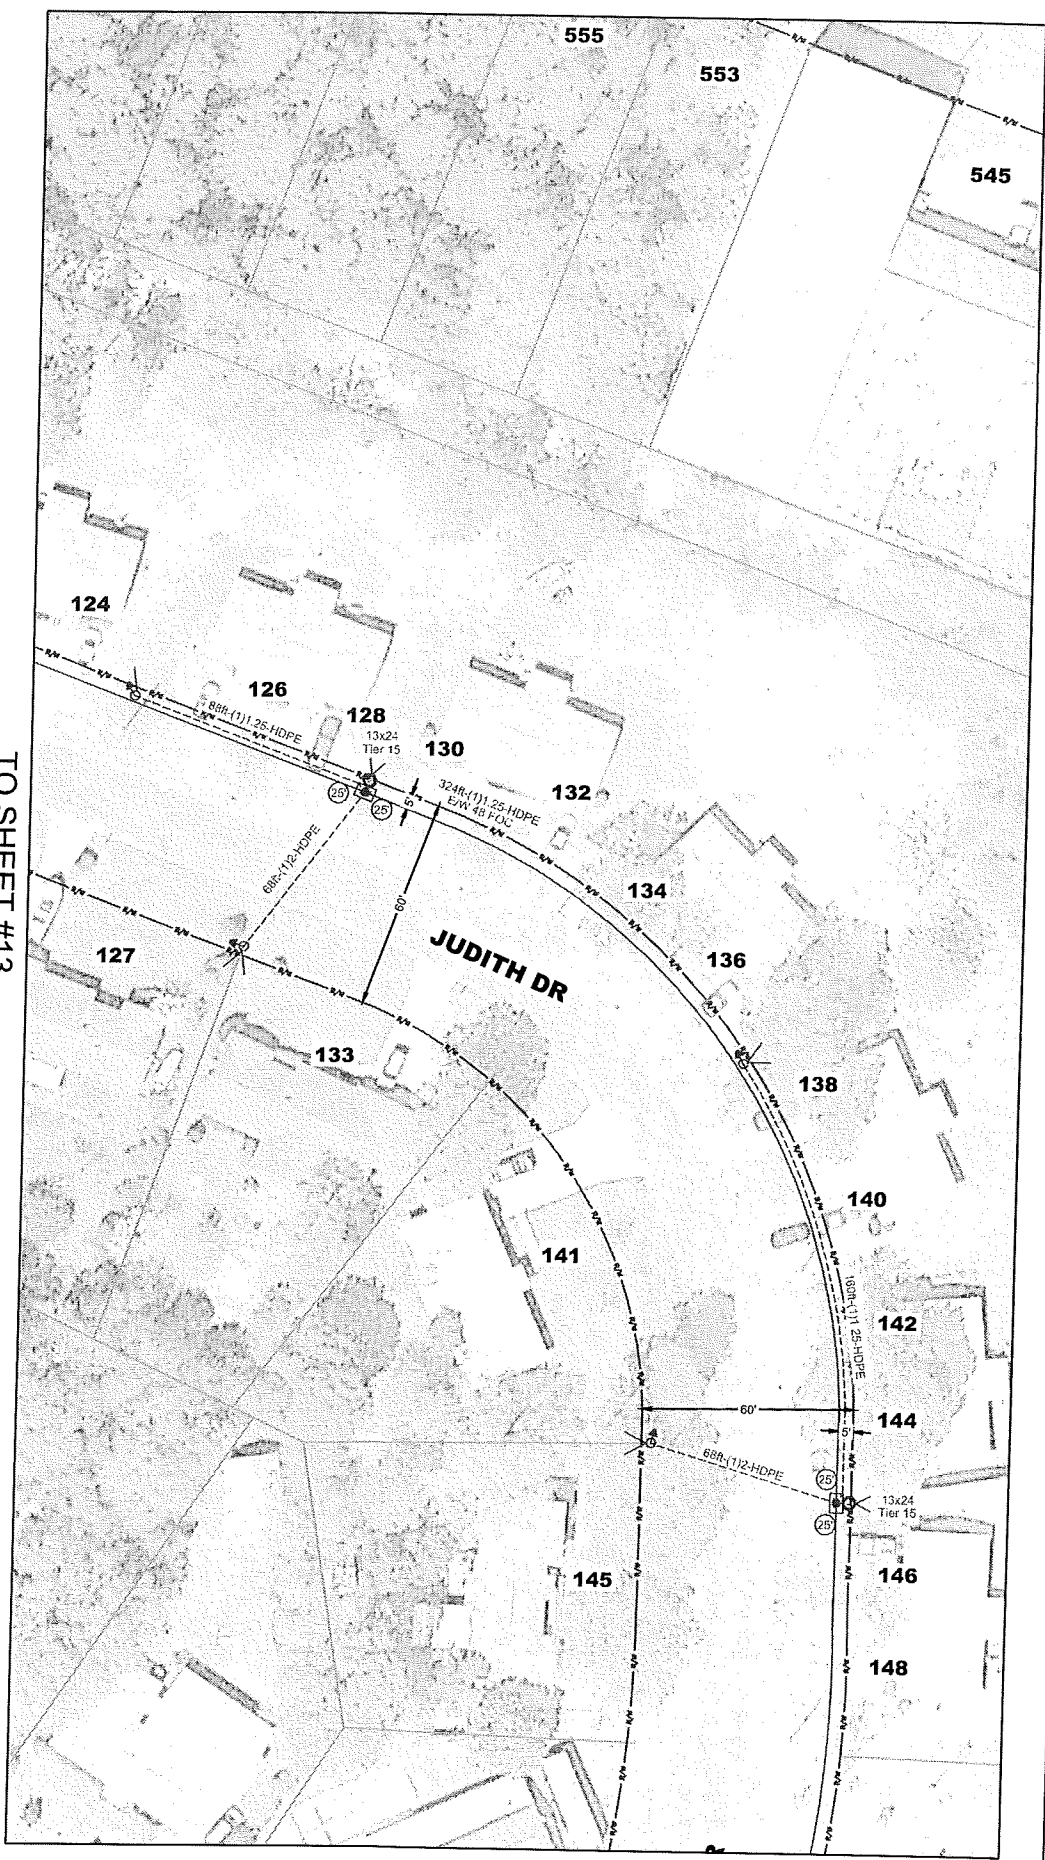 555
553
545
124
126
88ft-(1)1.25-HDPE
128
13x24
Tier 15
130
324ft-(1)1.25-HDPE
E/W 48 FOC
132
25'
25'
5'
68ft-(1)2-HDPE
60'
134
127
JUDITH DR
136
TO SHEET #13
133
138
140
141
160ft-(1)1.25-HDPE
142
60'
144
5'
68ft-(1)2-HDPE
25'
13x24
Tier 15
25'
145
146
148
R/W